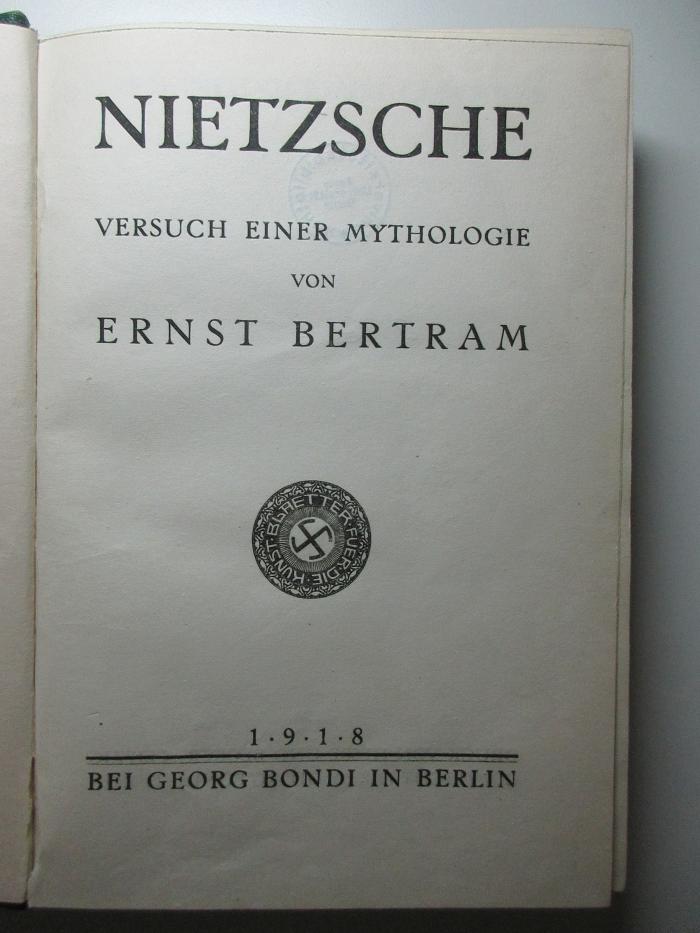 NIETZSCHE
VERSUCH EINER MYTHOLOGIE
VON
ERNST BERTRAM
BLAETTER·FUER·DIE·KUNST·
1·9·1·8
BEI GEORG BONDI IN BERLIN